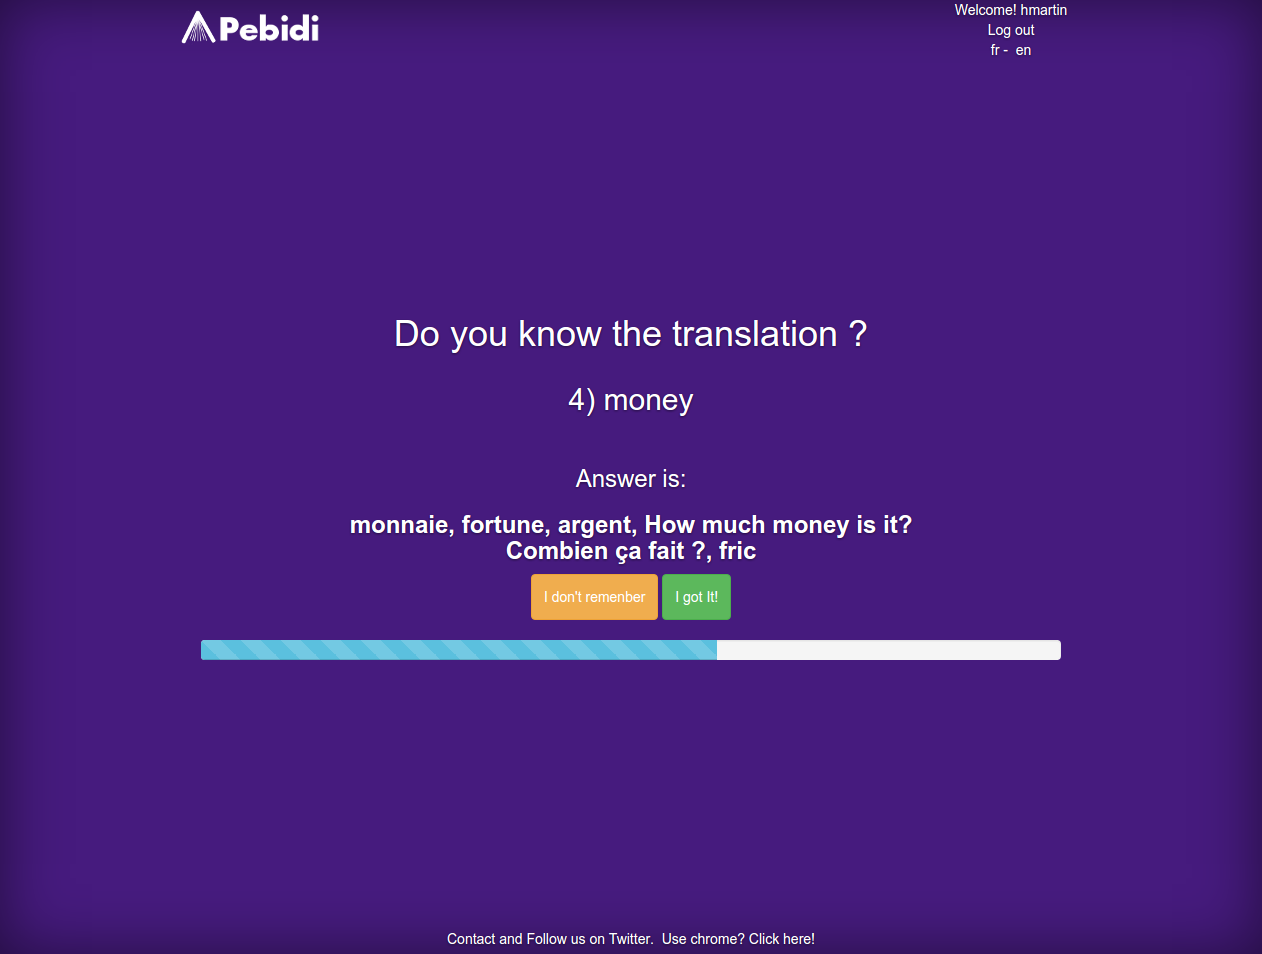 Pebidi
Welcome! hmartin
Log out
fr - en
Do you know the translation ?
4) money
Answer is:
monnaie, fortune, argent, How much money is it?
Combien ça fait ?, fric
I don't remenber
I got It!
Contact and Follow us on Twitter. Use chrome? Click here!